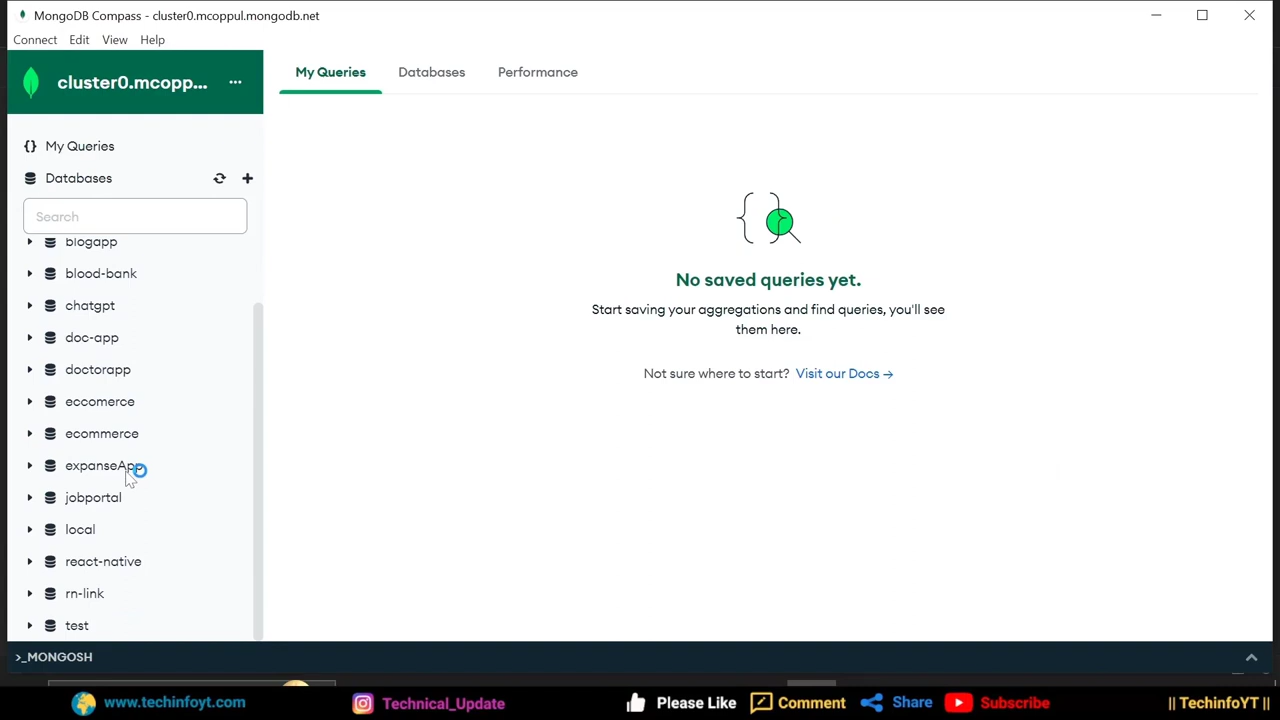 MongoDB Compass - cluster0.mcoppul.mongodb.net
Connect Edit View Help
cluster0.mcopp... ...
My Queries Databases Performance
{} My Queries
Databases
Search
blogapp
blood-bank
chatgpt
doc-app
doctorapp
eccomerce
ecommerce
expanseApp
jobportal
local
react-native
rn-link
test
No saved queries yet.
Start saving your aggregations and find queries, you'll see
them here.
Not sure where to start? Visit our Docs →
>_MONGOSH
www.techinfoyt.com Technical_Update Please Like Comment Share Subscribe || TechinfoYT ||